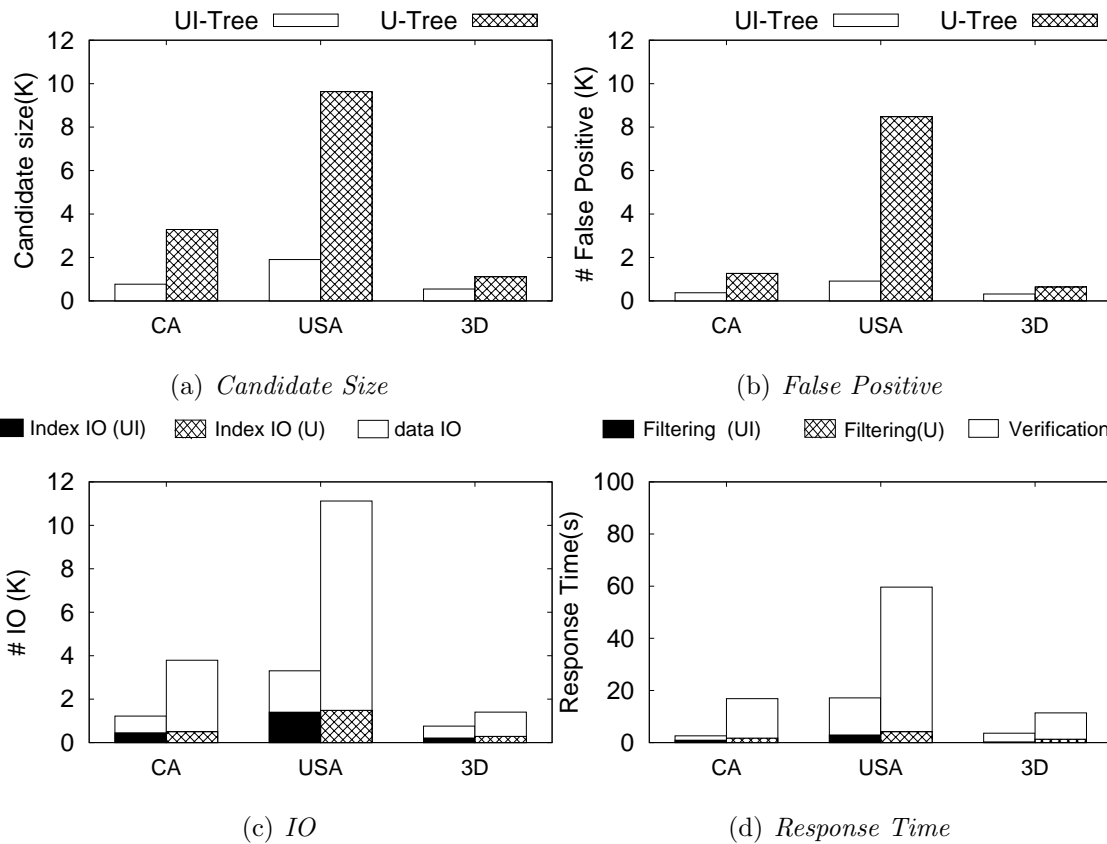 UI-Tree U-Tree
Candidate size(K)
12
10
8
6
4
2
0
CA USA 3D
(a) Candidate Size
UI-Tree U-Tree
# False Positive (K)
12
10
8
6
4
2
0
CA USA 3D
(b) False Positive
Index IO (UI) Index IO (U) data IO
# IO (K)
12
10
8
6
4
2
0
CA USA 3D
(c) IO
Filtering (UI) Filtering(U) Verification
Response Time(s)
100
80
60
40
20
0
CA USA 3D
(d) Response Time